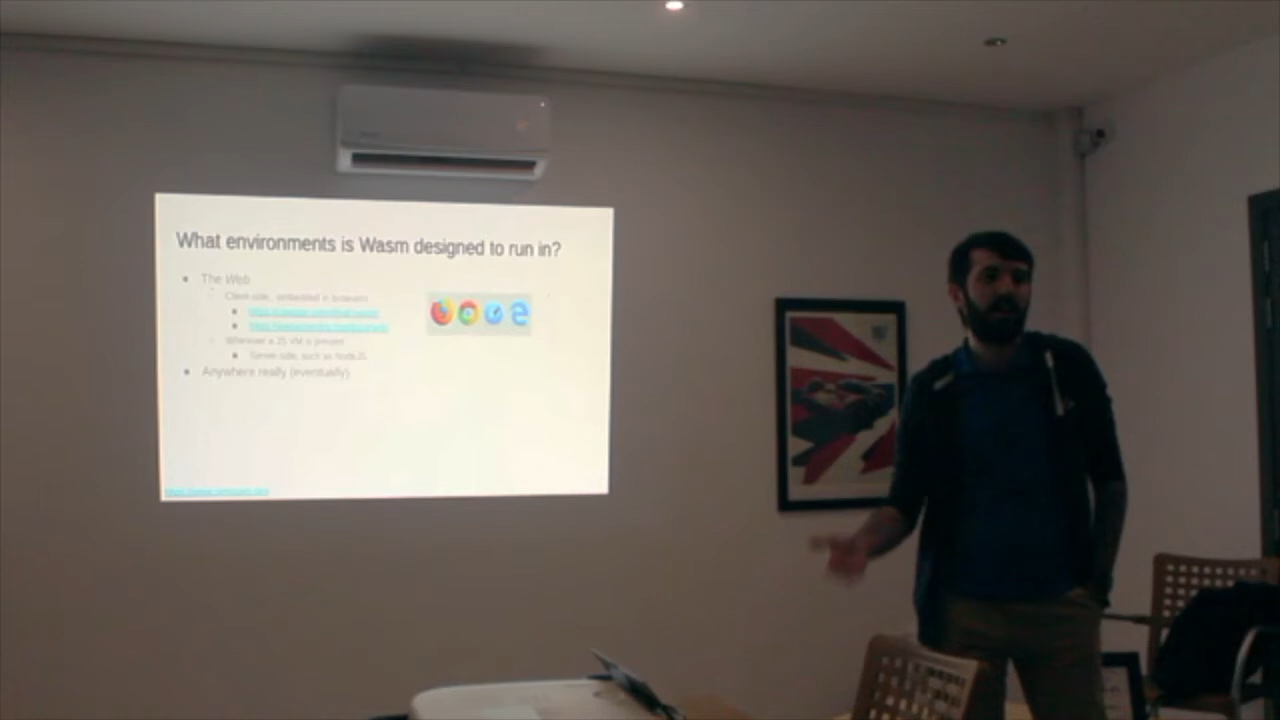 What environments is Wasm designed to run in?
The Web
Client side, embedded in browsers
Wherever a JS VM is present
Server-side, such as NodeJS
Anywhere really (eventually)